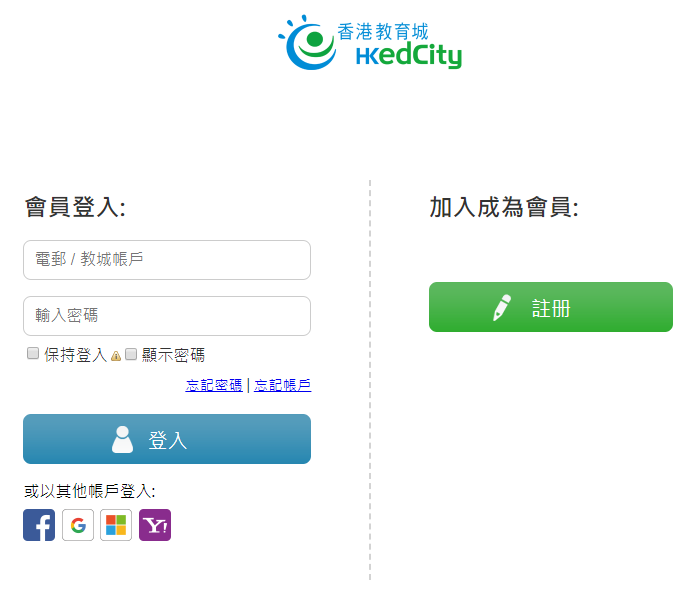 香港教育城
HKedCity
會員登入:
電郵 / 教城帳戶
輸入密碼
保持登入 顯示密碼
忘記密碼 | 忘記帳戶
登入
或以其他帳戶登入:
f G Y!
加入成為會員:
註册